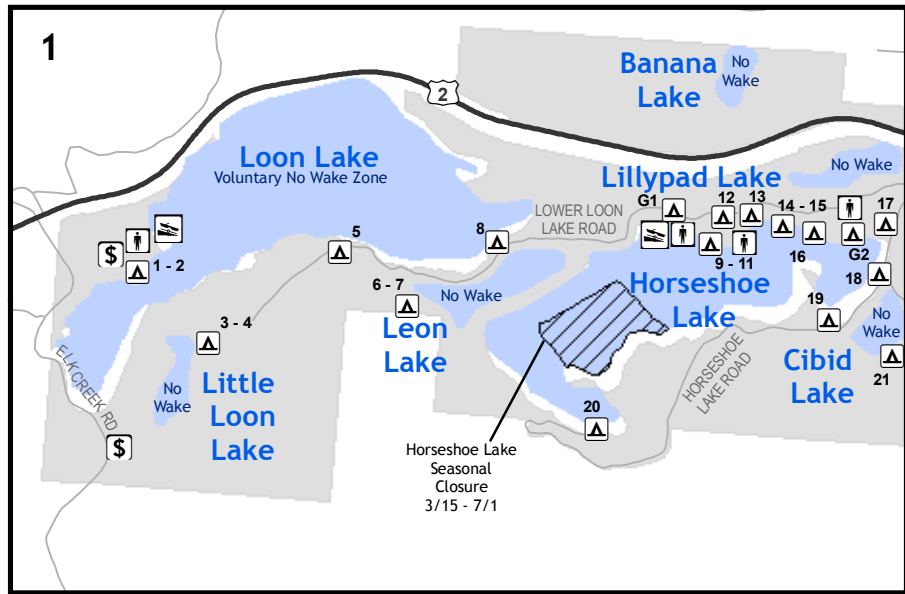 1
2
Banana
Lake
No
Wake
Loon Lake
Voluntary No Wake Zone
No Wake
Lillypad Lake
G1
12
13
14 - 15
17
LOWER LOON
LAKE ROAD
8
5
$
1 - 2
9 - 11
16
G2
18
No Wake
6 - 7
Horseshoe
Lake
19
No
Wake
Leon
Lake
3 - 4
ELK CREEK RD
No
Wake
Little
Loon
Lake
HORSESHOE
LAKE ROAD
Cibid
Lake
21
20
$
Horseshoe Lake
Seasonal
Closure
3/15 - 7/1